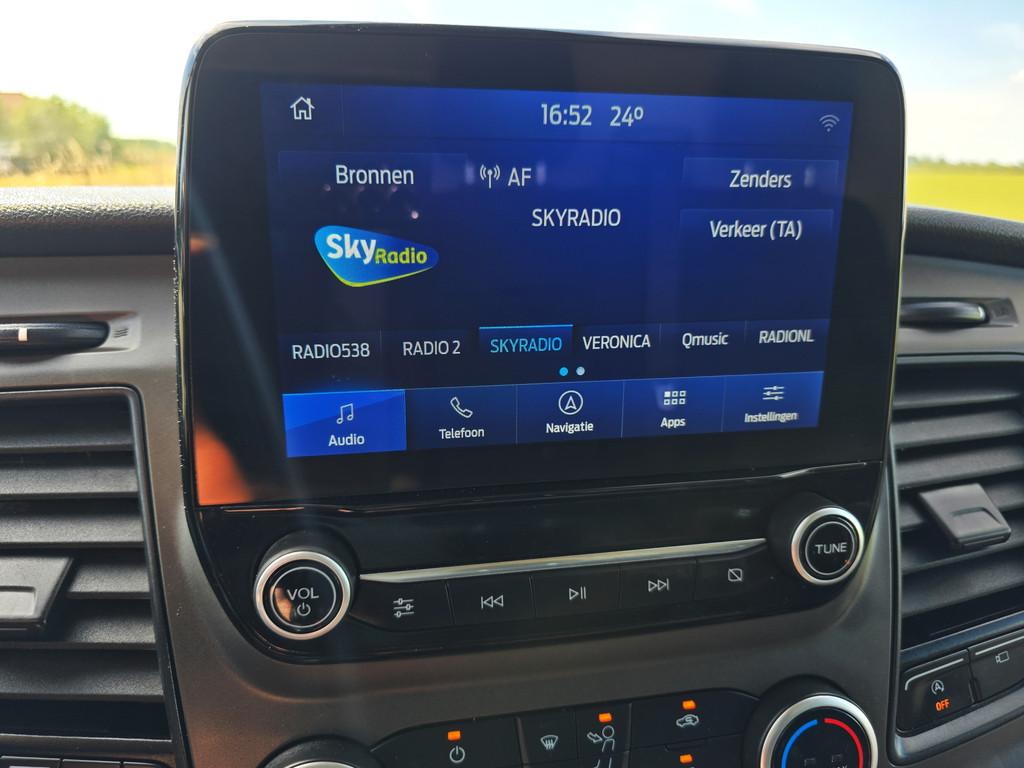 16:52 24º
Bronnen
AF
Zenders
SKYRADIO
Verkeer (TA)
Sky Radio
RADIO538
RADIO 2
SKYRADIO
VERONICA
Qmusic
RADIONL
Audio
Telefoon
Navigatie
Apps
Instellingen
VOL
TUNE
A
OFF